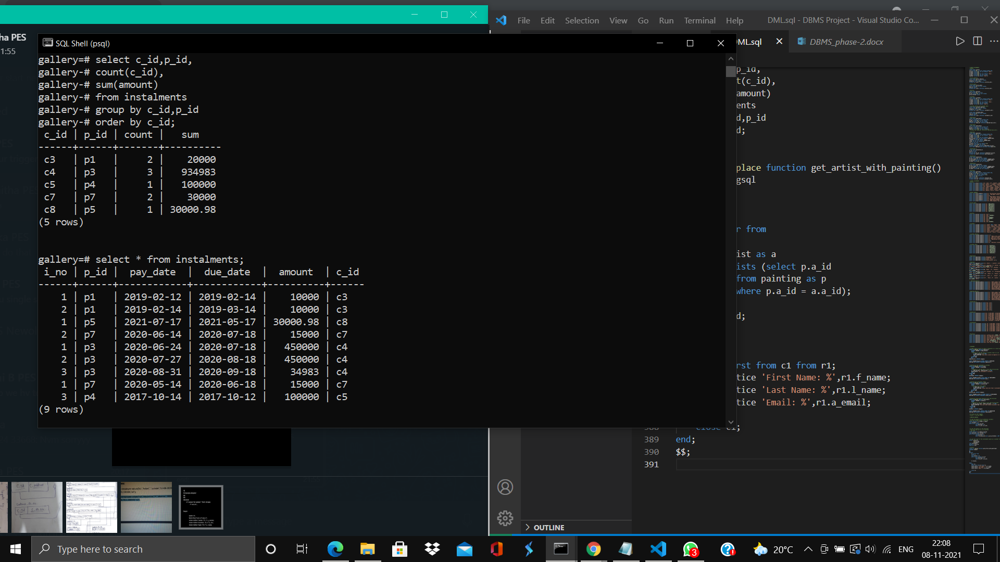 ha PES
1:55
SQL Shell (psql)
gallery=# select c_id,p_id,
gallery-# count(c_id),
gallery-# sum(amount)
gallery-# from instalments
gallery-# group by c_id,p_id
gallery-# order by c_id;
 c_id | p_id | count |   sum
------+------+-------+----------
 c3   | p1   |     2 |    20000
 c4   | p3   |     3 |   934983
 c5   | p4   |     1 |   100000
 c7   | p7   |     2 |    30000
 c8   | p5   |     1 | 30000.98
(5 rows)
gallery=# select * from instalments;
 i_no | p_id |  pay_date  |  due_date  |  amount  | c_id
------+------+------------+------------+----------+------
    1 | p1   | 2019-02-12 | 2019-02-14 |    10000 | c3
    2 | p1   | 2019-02-14 | 2019-03-14 |    10000 | c3
    1 | p5   | 2021-07-17 | 2021-05-17 | 30000.98 | c8
    2 | p7   | 2020-06-14 | 2020-07-18 |    15000 | c7
    1 | p3   | 2020-06-24 | 2020-07-18 |   450000 | c4
    2 | p3   | 2020-07-27 | 2020-08-18 |   450000 | c4
    3 | p3   | 2020-08-31 | 2020-09-18 |    34983 | c4
    1 | p7   | 2020-05-14 | 2020-06-18 |    15000 | c7
    3 | p4   | 2017-10-14 | 2017-10-12 |   100000 | c5
(9 rows)
File Edit Selection View Go Run Terminal Help DML.sql - DBMS Project - Visual Studio Co...
ML.sql DBMS_phase-2.docx
p_id,
t(c_id),
amount)
ents
d,p_id
d;
place function get_artist_with_painting()
gsql
r from
ist as a
ists (select p.a_id
from painting as p
where p.a_id = a.a_id);
d;
rst from c1 from r1;
tice 'First Name: %',r1.f_name;
tice 'Last Name: %',r1.l_name;
tice 'Email: %',r1.a_email;
388 close c1;
389 end;
390 $$;
391
OUTLINE
Type here to search
3
20°C
ENG
22:08
08-11-2021